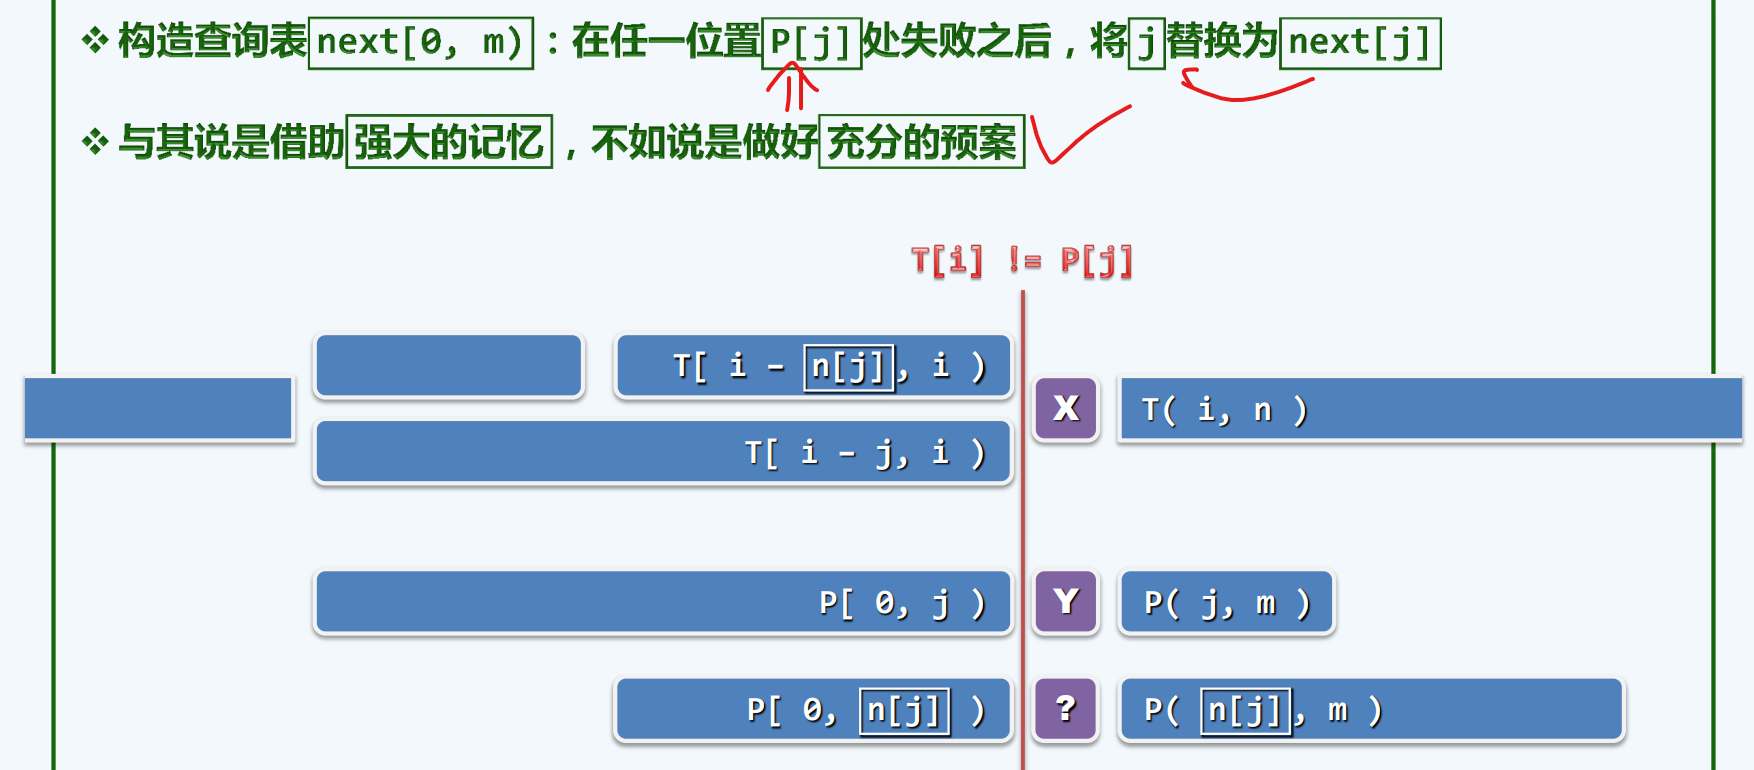 ❖ 构造查询表next[0, m)：在任一位置P[j]处失败之后，将j替换为next[j]
❖ 与其说是借助强大的记忆，不如说是做好充分的预案
T[i] != P[j]
T[ i - n[j], i )
X T( i, n )
T[ i - j, i )
P[ 0, j ) Y P( j, m )
P[ 0, n[j] ) ? P( n[j], m )